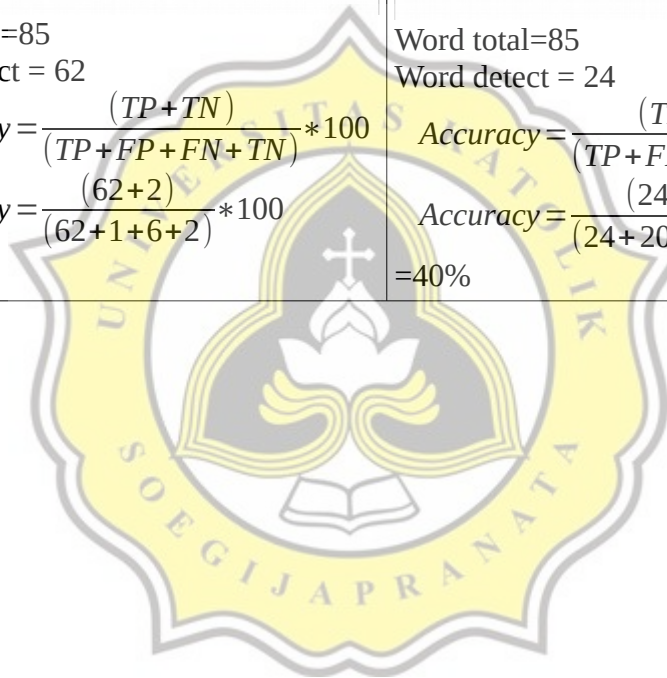 =85
ct = 62
y = (TP+TN) / (TP+FP+FN+TN) *100
y = (62+2) / (62+1+6+2) *100
Word total=85
Word detect = 24
Accuracy = (T
(TP+F
Accuracy = (24
(24+20
=40%
UNIVERSITAS KATOLIK
SOEGIJAPRANATA